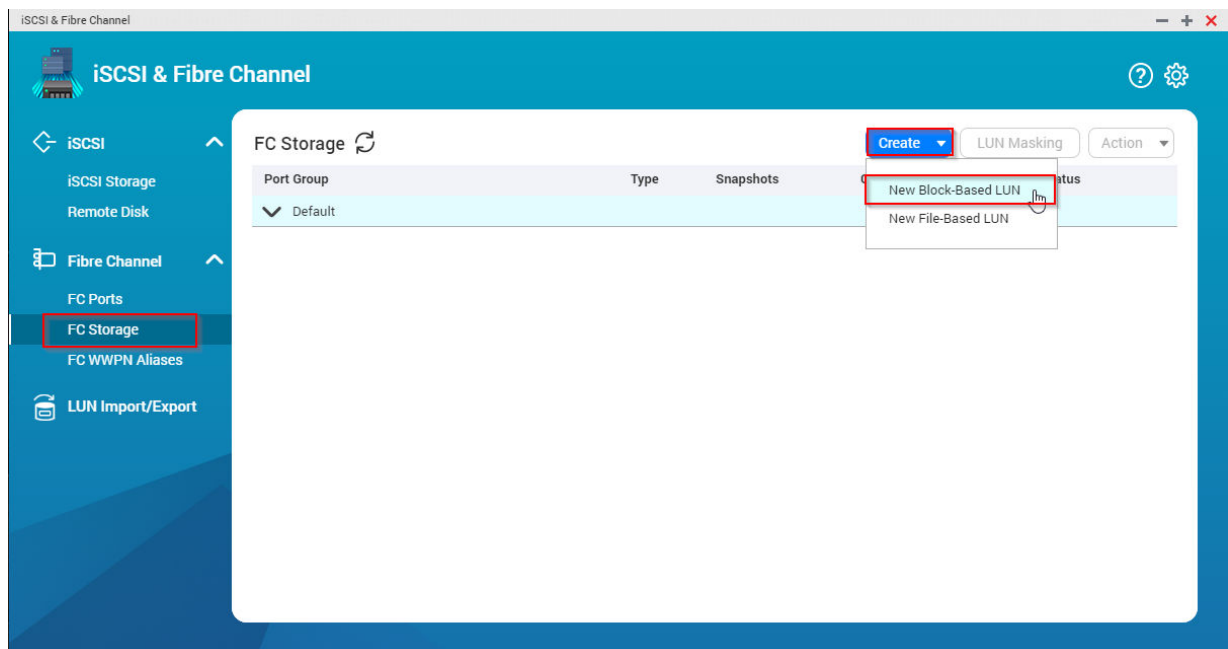 iSCSI & Fibre Channel
iSCSI & Fibre Channel
iSCSI
iSCSI Storage
Remote Disk
Fibre Channel
FC Ports
FC Storage
FC WWPN Aliases
LUN Import/Export
FC Storage
Create
LUN Masking
Action
Port Group Type Snapshots
Default
New Block-Based LUN
New File-Based LUN